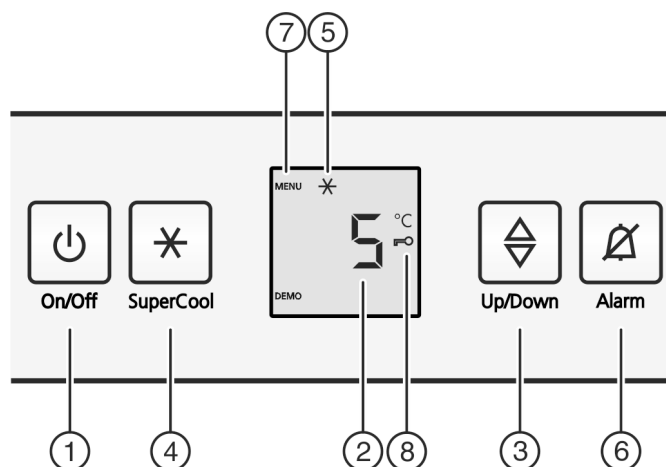 7 5
MENU
5 °C
DEMO
On/Off SuperCool Up/Down Alarm
1 4 2 8 3 6